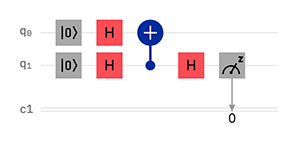 q₀ |0⟩ H +
q₁ |0⟩ H H z
c1 0